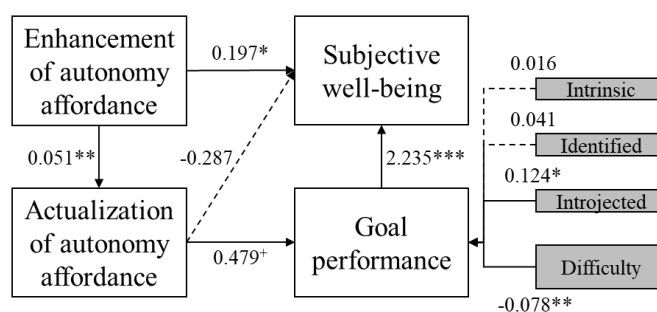 Enhancement
of autonomy
affordance
0.197*
Subjective
well-being
0.016
Intrinsic
0.041
Identified
0.051**
-0.287
2.235***
0.124*
Introjected
Actualization
of autonomy
affordance
0.479+
Goal
performance
Difficulty
-0.078**